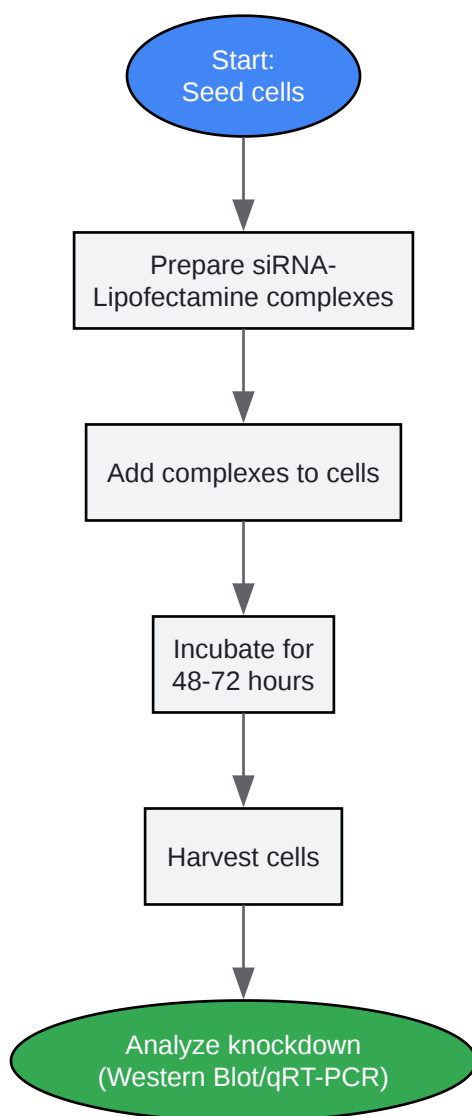 Start:
Seed cells
Prepare siRNA-
Lipofectamine complexes
Add complexes to cells
Incubate for
48-72 hours
Harvest cells
Analyze knockdown
(Western Blot/qRT-PCR)